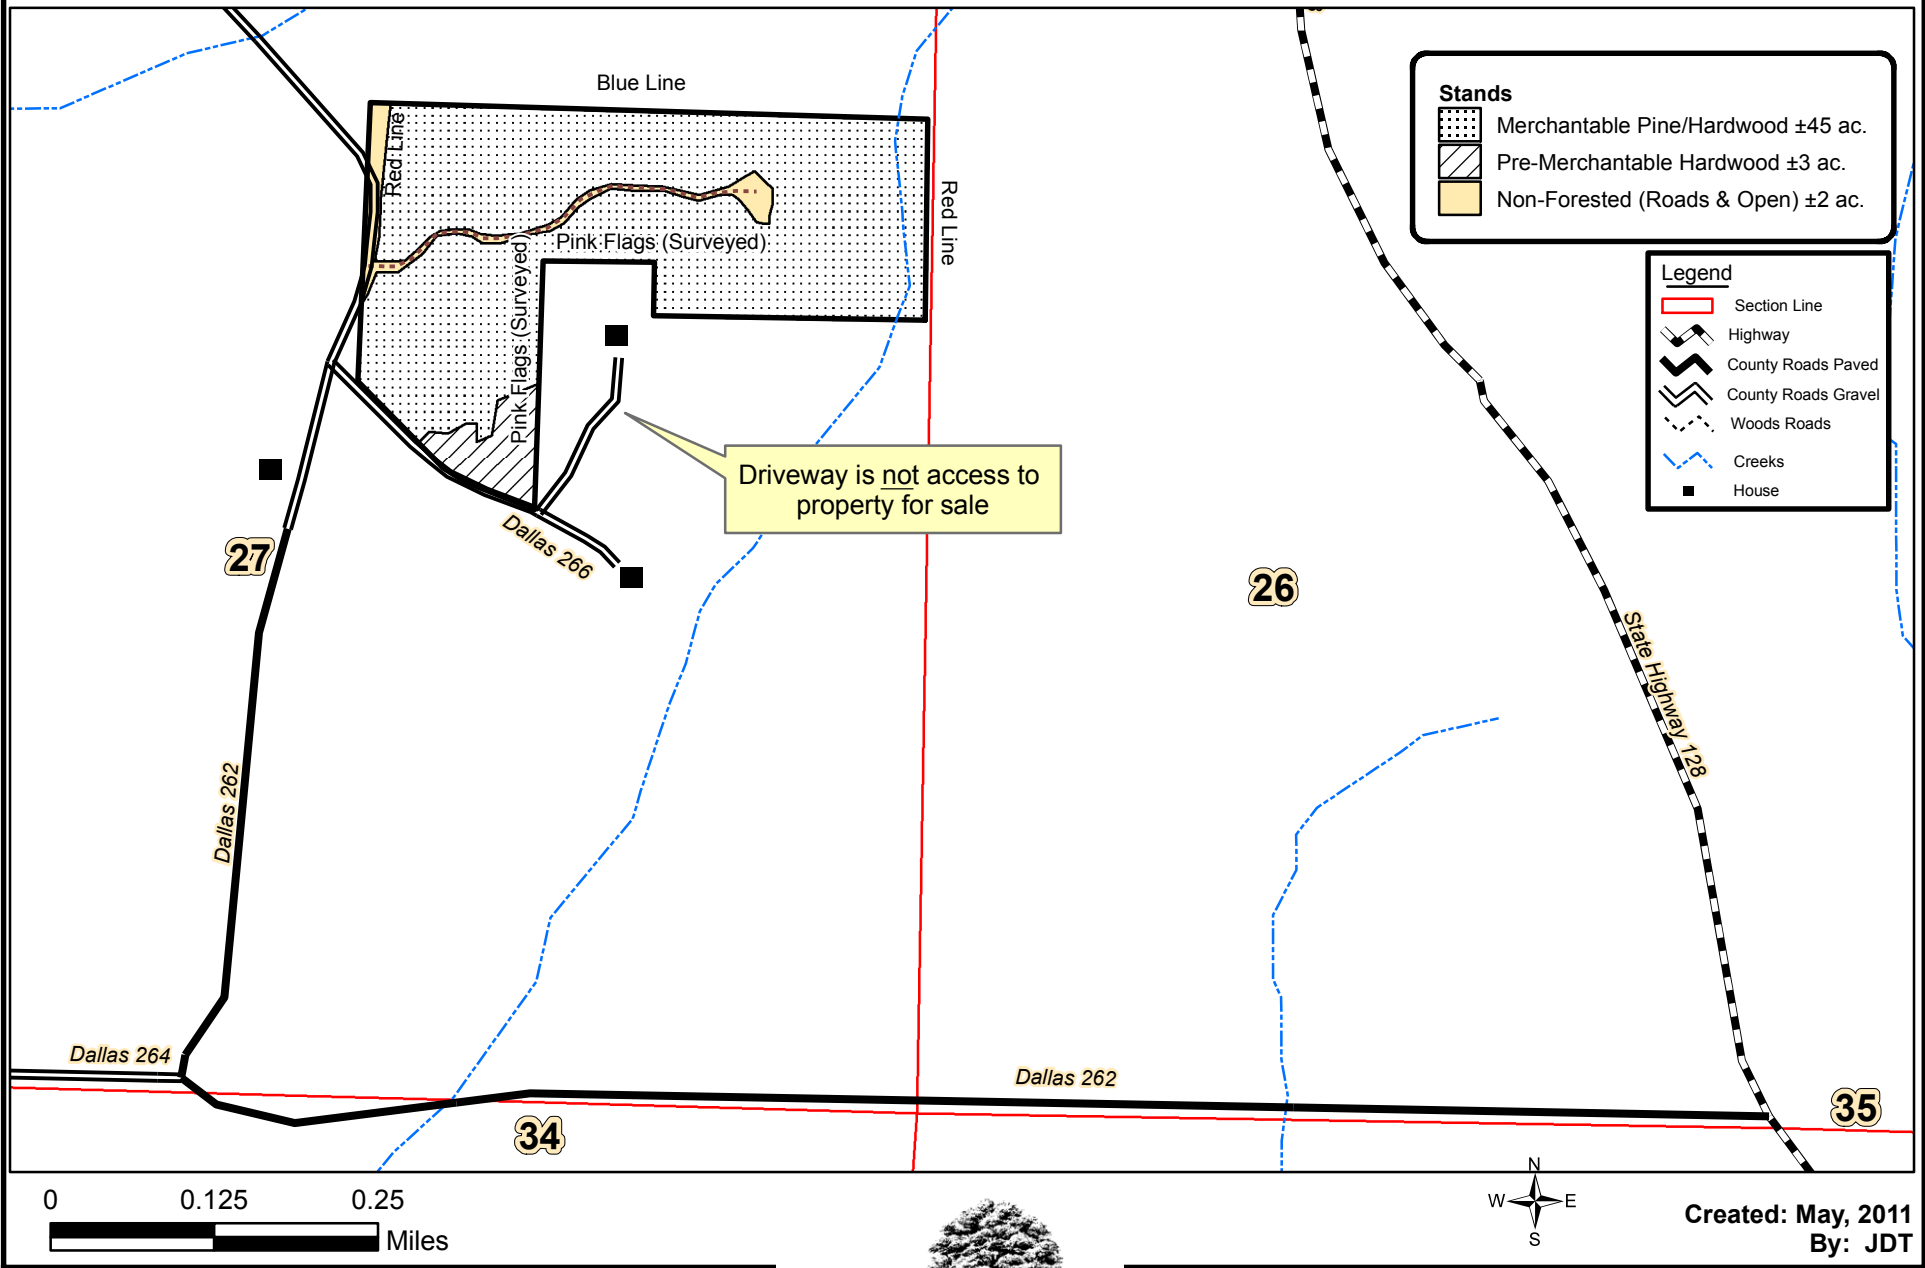 Blue Line
Red Line
Red Line
Pink Flags (Surveyed)
Pink Flags (Surveyed)
Stands
Merchantable Pine/Hardwood ±45 ac.
Pre-Merchantable Hardwood ±3 ac.
Non-Forested (Roads & Open) ±2 ac.
Legend
Section Line
Highway
County Roads Paved
County Roads Gravel
Woods Roads
Creeks
House
Driveway is not access to
property for sale
Dallas 266
27
26
State Highway 128
Dallas 262
Dallas 264
Dallas 262
34
35
0 0.125 0.25
Miles
N
W E
S
Created: May, 2011
By: JDT